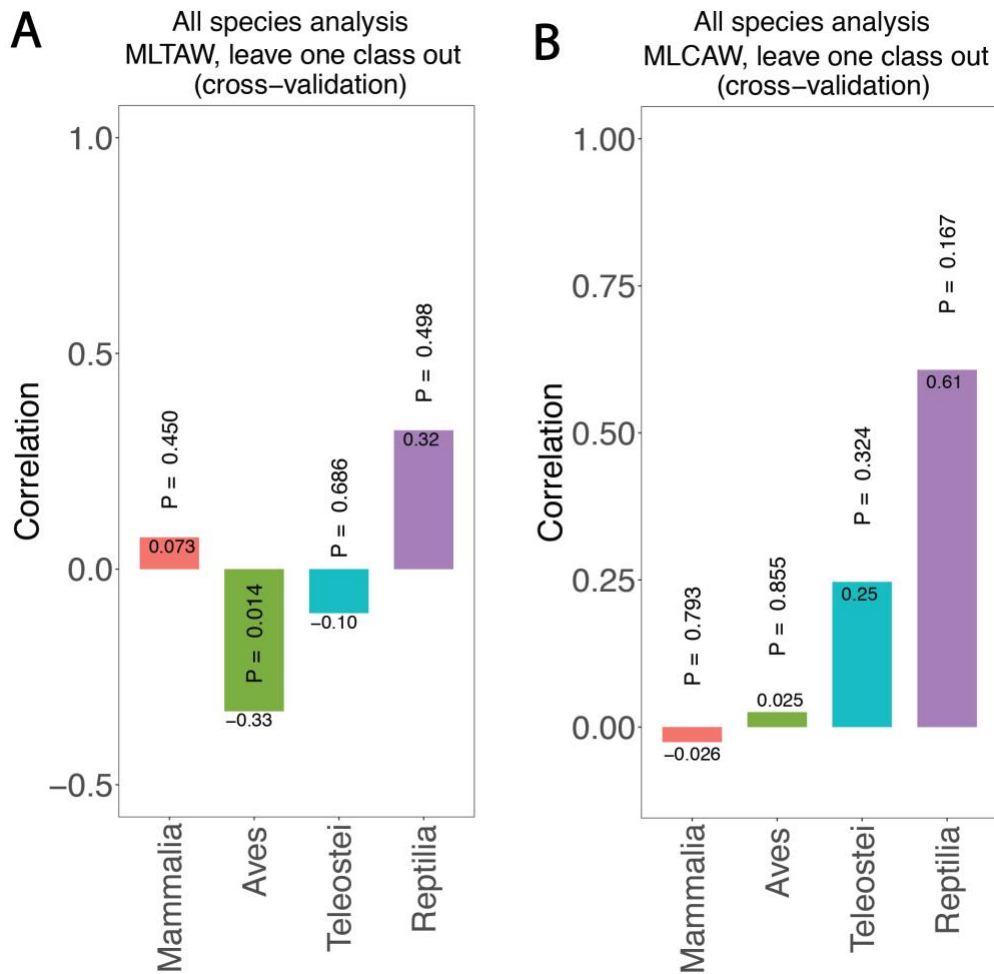 A
All species analysis
MLTAW, leave one class out
(cross−validation)
Correlation
1.0
0.5
0.0
−0.5
P = 0.450
0.073
P = 0.014
−0.33
P = 0.686
−0.10
P = 0.498
0.32
Mammalia
Aves
Teleostei
Reptilia
B
All species analysis
MLCAW, leave one class out
(cross−validation)
Correlation
1.00
0.75
0.50
0.25
0.00
P = 0.793
−0.026
P = 0.855
0.025
P = 0.324
0.25
P = 0.167
0.61
Mammalia
Aves
Teleostei
Reptilia